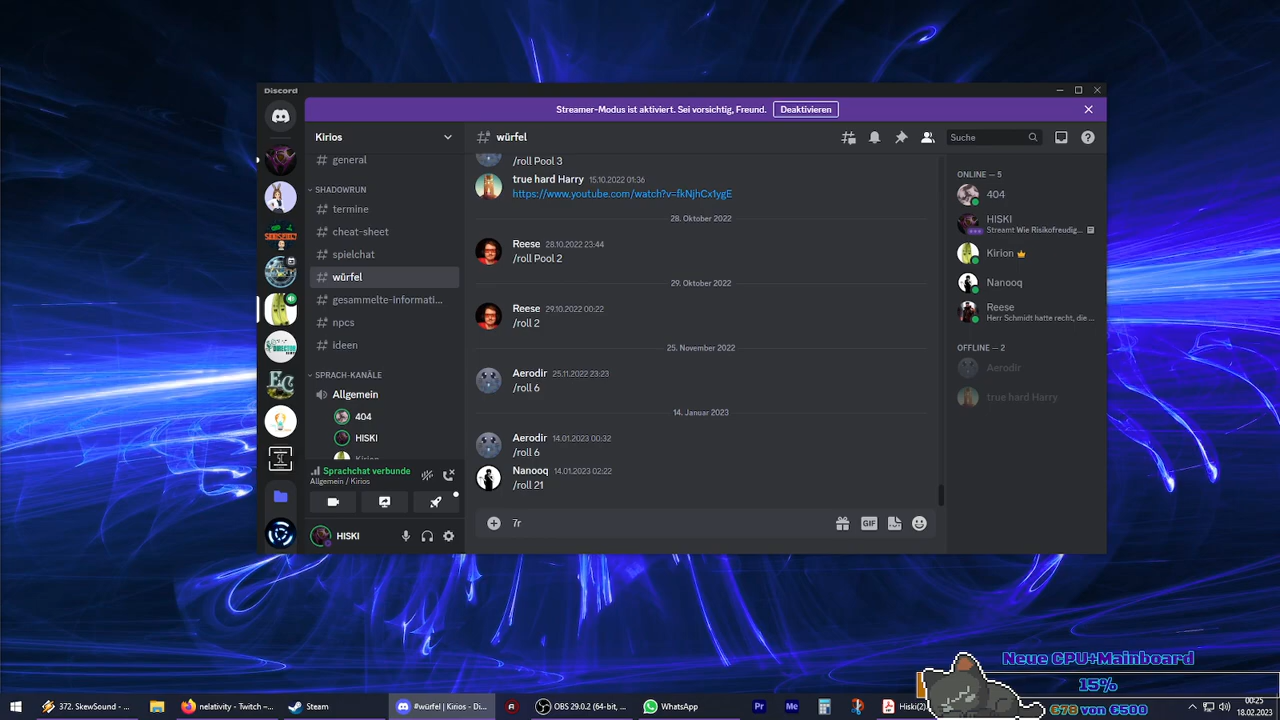 Discord
Streamer-Modus ist aktiviert. Sei vorsichtig, Freund. Deaktivieren
Kirios
general
SHADOWRUN
termine
cheat-sheet
spielchat
würfel
gesammelte-informati...
npcs
ideen
SPRACH-KANÄLE
Allgemein
404
HISKI
Kirion
Sprachchat verbunde
Allgemein / Kirios
HISKI
würfel
Suche
/roll Pool 3
true hard Harry 15.10.2022 01:36
https://www.youtube.com/watch?v=fkNjhCx1ygE
28. Oktober 2022
Reese 28.10.2022 23:44
/roll Pool 2
29. Oktober 2022
Reese 29.10.2022 00:22
/roll 2
25. November 2022
Aerodir 25.11.2022 23:23
/roll 6
14. Januar 2023
Aerodir 14.01.2023 00:32
/roll 6
Nanooq 14.01.2023 02:22
/roll 21
7r
GIF
ONLINE — 5
404
HISKI
Streamt Wie Risikofreudig...
Kirion
Nanooq
Reese
Herr Schmidt hatte recht, die ...
OFFLINE — 2
Aerodir
true hard Harry
Neue CPU+Mainboard
15%
€78 von €500
372. SkewSound - ...
nelativity - Twitch — ...
Steam
#würfel | Kirios - Di...
OBS 29.0.2 (64-bit, ...
WhatsApp
Pr
Me
Hiski(2)
00:25
18.02.2023